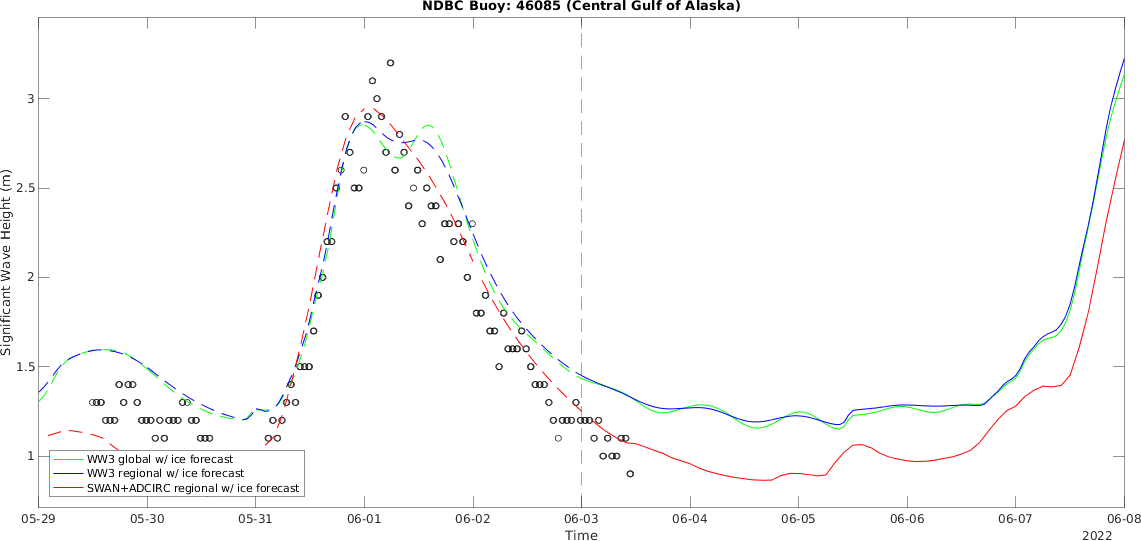 NDBC Buoy: 46085 (Central Gulf of Alaska)
Significant Wave Height (m)
3
2.5
2
1.5
1
WW3 global w/ ice forecast
WW3 regional w/ ice forecast
SWAN+ADCIRC regional w/ ice forecast
05-29 05-30 05-31 06-01 06-02 06-03 06-04 06-05 06-06 06-07 06-08
Time 2022